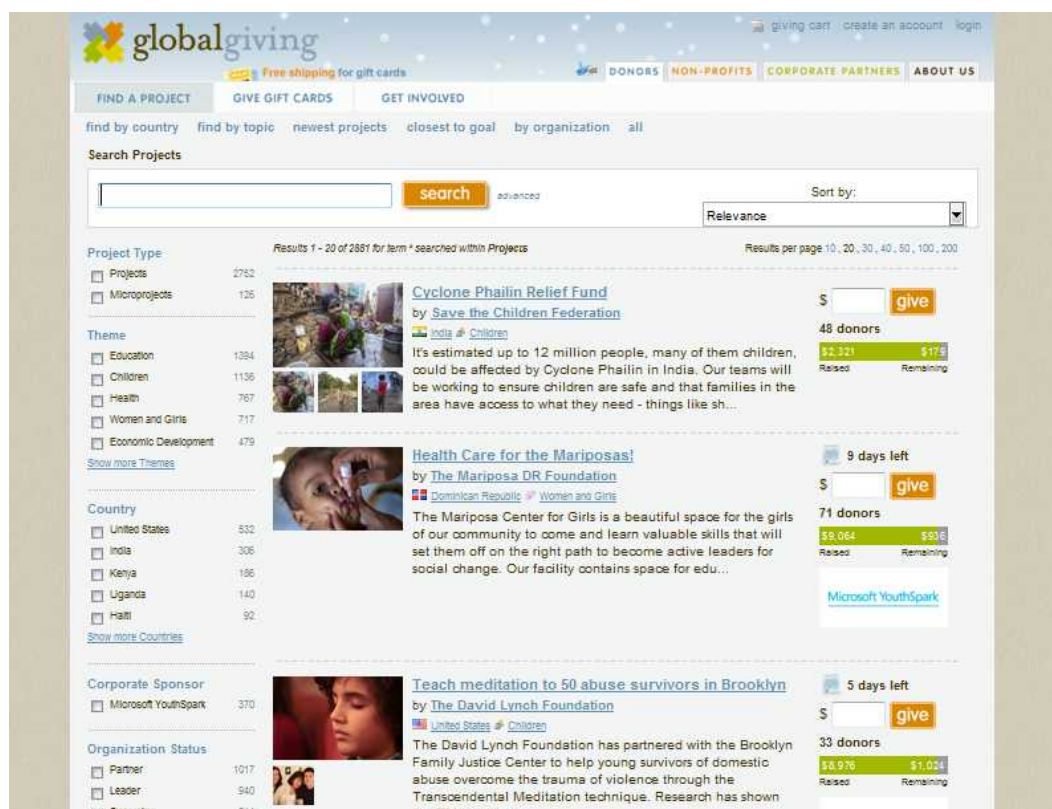 globalgiving
giving cart create an account login
Free shipping for gift cards
DONORS NON-PROFITS CORPORATE PARTNERS ABOUT US
FIND A PROJECT GIVE GIFT CARDS GET INVOLVED
find by country find by topic newest projects closest to goal by organization all
Search Projects
search advanced
Sort by:
Relevance
Results 1 - 20 of 2881 for term * searched within Projects
Results per page 10, 20, 30, 40, 50, 100, 200
Project Type
Projects 2762
Microprojects 126
Theme
Education 1394
Children 1136
Health 767
Women and Girls 717
Economic Development 479
Show more Themes
Country
United States 532
India 306
Kenya 186
Uganda 140
Haiti 92
Show more Countries
Corporate Sponsor
Microsoft YouthSpark 370
Organization Status
Partner 1017
Leader 940
Cyclone Phailin Relief Fund
by Save the Children Federation
India Children
It's estimated up to 12 million people, many of them children,
could be affected by Cyclone Phailin in India. Our teams will
be working to ensure children are safe and that families in the
area have access to what they need - things like sh...
$ give
48 donors
$2,321 $179
Raised Remaining
Health Care for the Mariposas!
by The Mariposa DR Foundation
Dominican Republic Women and Girls
The Mariposa Center for Girls is a beautiful space for the girls
of our community to come and learn valuable skills that will
set them off on the right path to become active leaders for
social change. Our facility contains space for edu...
9 days left
$ give
71 donors
$9,064 $936
Raised Remaining
Microsoft YouthSpark
Teach meditation to 50 abuse survivors in Brooklyn
by The David Lynch Foundation
United States Children
The David Lynch Foundation has partnered with the Brooklyn
Family Justice Center to help young survivors of domestic
abuse overcome the trauma of violence through the
Transcendental Meditation technique. Research has shown
5 days left
$ give
33 donors
$8,976 $1,024
Raised Remaining